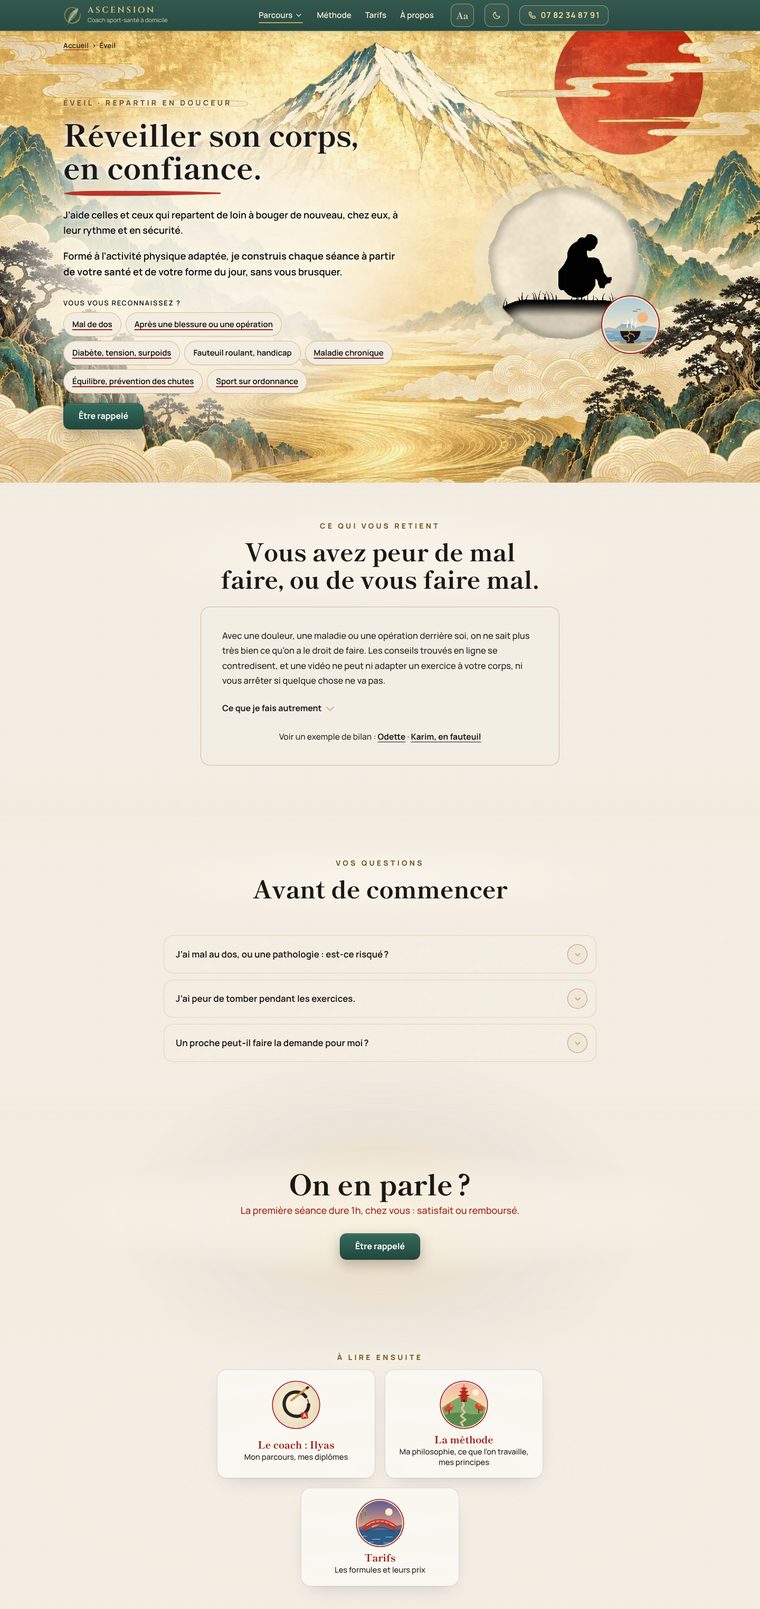 ASCENSION
Coach sport-santé à domicile
Parcours
Méthode
Tarifs
À propos
Aa
07 82 34 87 91
Accueil › Éveil
ÉVEIL · REPARTIR EN DOUCEUR
Réveiller son corps,
en confiance.
J'aide celles et ceux qui repartent de loin à bouger de nouveau, chez eux, à
leur rythme et en sécurité.
Formé à l'activité physique adaptée, je construis chaque séance à partir
de votre santé et de votre forme du jour, sans vous brusquer.
VOUS VOUS RECONNAISSEZ ?
Mal de dos
Après une blessure ou une opération
Diabète, tension, surpoids
Fauteuil roulant, handicap
Maladie chronique
Équilibre, prévention des chutes
Sport sur ordonnance
Être rappelé
CE QUI VOUS RETIENT
Vous avez peur de mal
faire, ou de vous faire mal.
Avec une douleur, une maladie ou une opération derrière soi, on ne sait plus
très bien ce qu'on a le droit de faire. Les conseils trouvés en ligne se
contredisent, et une vidéo ne peut ni adapter un exercice à votre corps, ni
vous arrêter si quelque chose ne va pas.
Ce que je fais autrement
Voir un exemple de bilan : Odette · Karim, en fauteuil
VOS QUESTIONS
Avant de commencer
J'ai mal au dos, ou une pathologie : est-ce risqué ?
J'ai peur de tomber pendant les exercices.
Un proche peut-il faire la demande pour moi ?
On en parle ?
La première séance dure 1h, chez vous : satisfait ou remboursé.
Être rappelé
À LIRE ENSUITE
Le coach : Ilyas
Mon parcours, mes diplômes
La méthode
Ma philosophie, ce que l'on travaille,
mes principes
Tarifs
Les formules et leurs prix